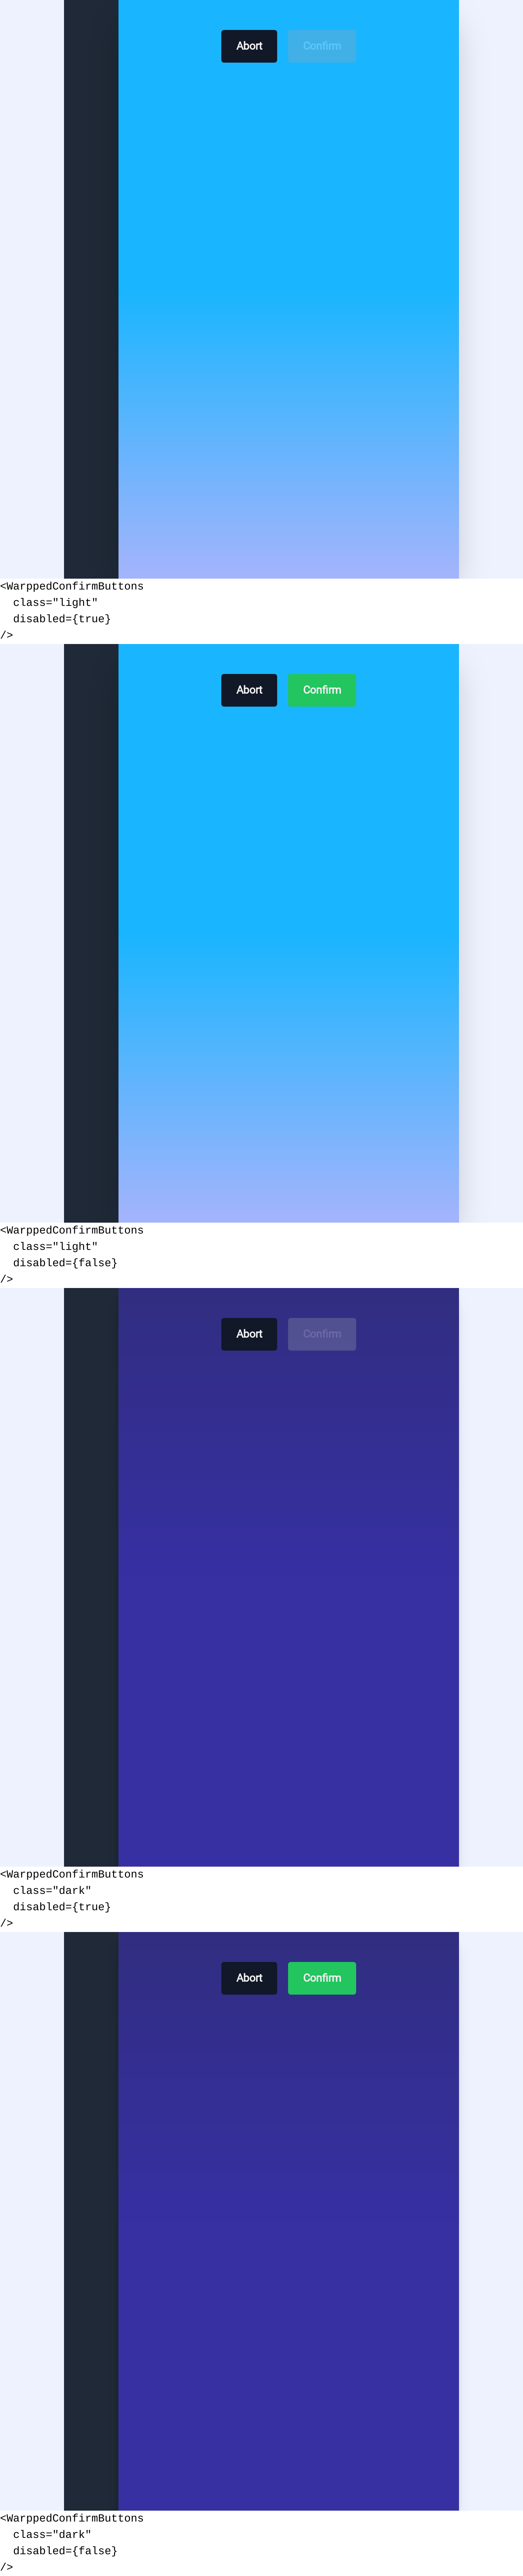 Abort Confirm
<WarppedConfirmButtons
  class="light"
  disabled={true}
/>
Abort Confirm
<WarppedConfirmButtons
  class="light"
  disabled={false}
/>
Abort Confirm
<WarppedConfirmButtons
  class="dark"
  disabled={true}
/>
Abort Confirm
<WarppedConfirmButtons
  class="dark"
  disabled={false}
/>